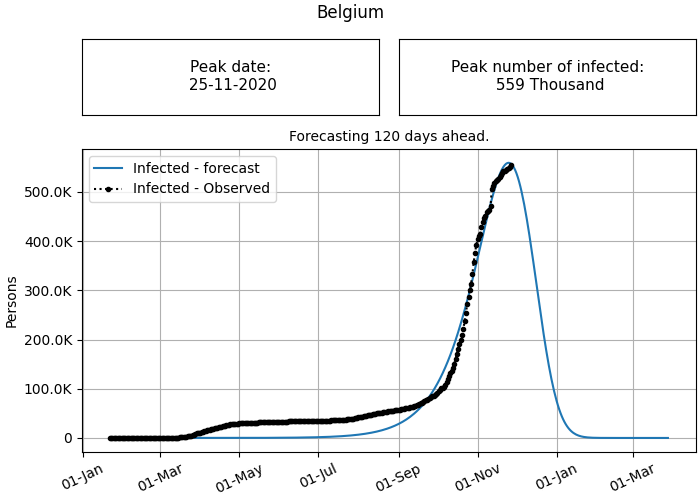 Belgium
Peak date:
25-11-2020
Peak number of infected:
559 Thousand
Forecasting 120 days ahead.
Infected - forecast
Infected - Observed
Persons
500.0K
400.0K
300.0K
200.0K
100.0K
0
01-Jan
01-Mar
01-May
01-Jul
01-Sep
01-Nov
01-Jan
01-Mar